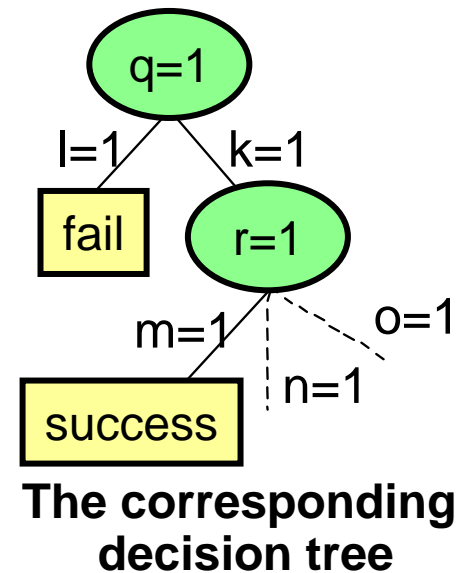 q=1
l=1
k=1
fail
r=1
m=1
o=1
n=1
success
The corresponding
decision tree